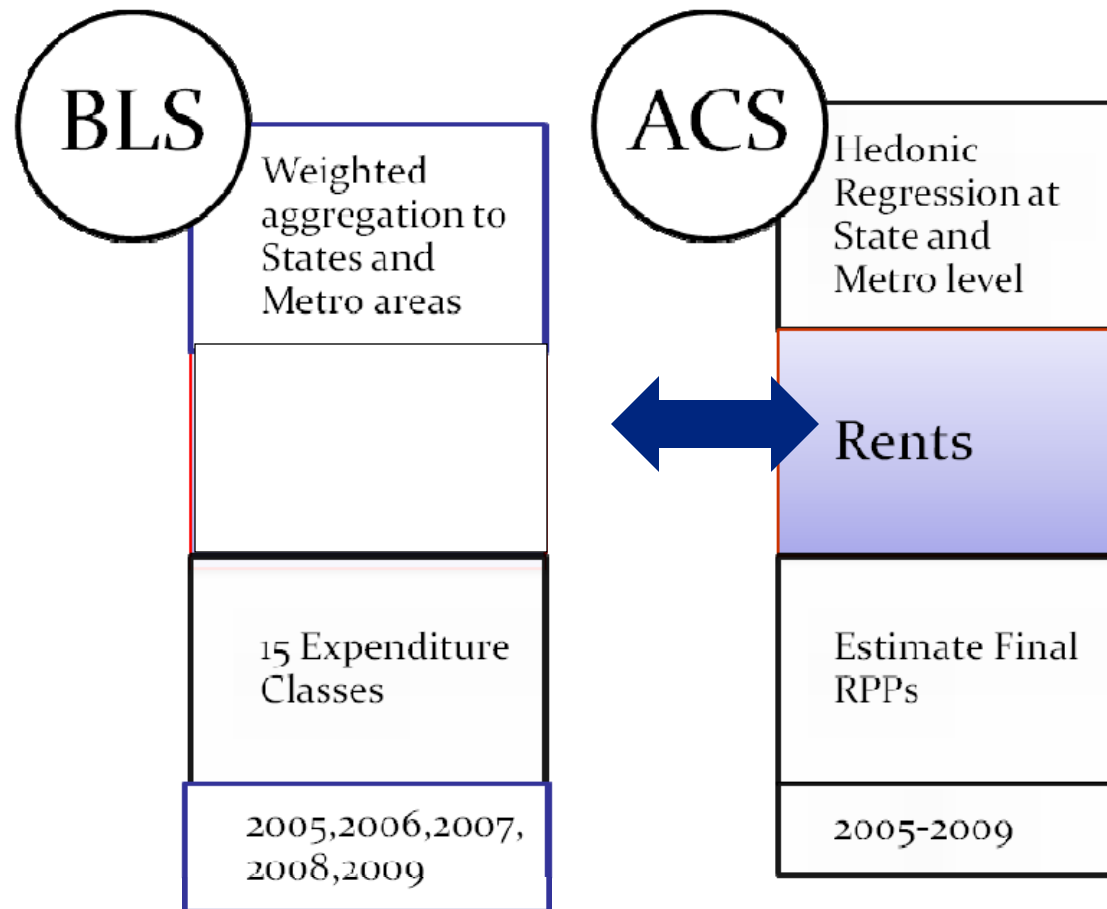 BLS
Weighted
aggregation to
States and
Metro areas
15 Expenditure
Classes
2005,2006,2007,
2008,2009
ACS
Hedonic
Regression at
State and
Metro level
Rents
Estimate Final
RPPs
2005-2009